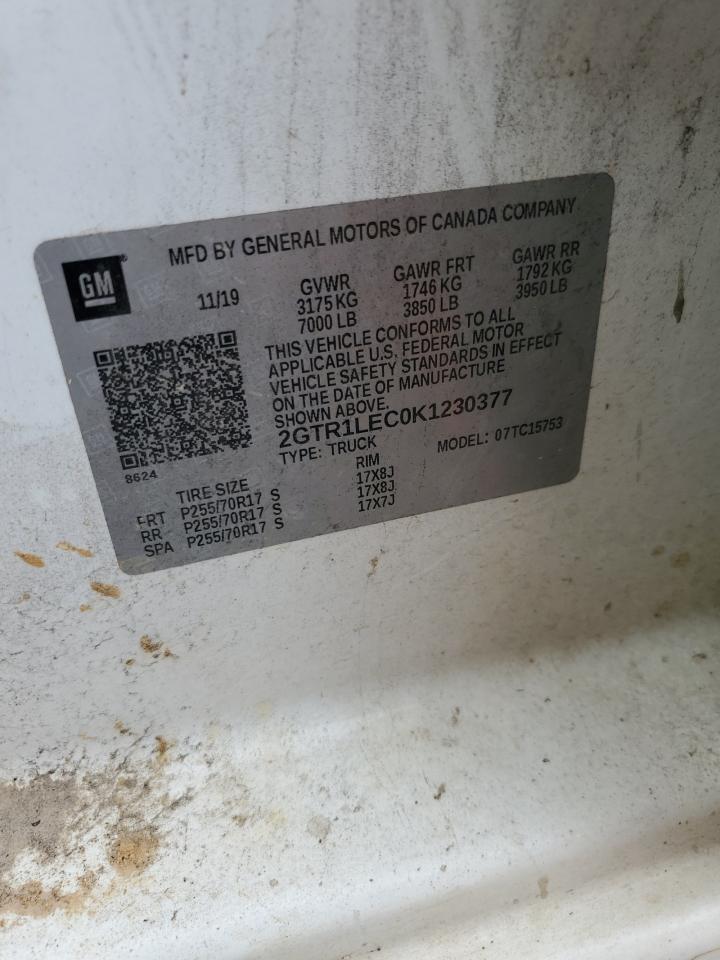 MFD BY GENERAL MOTORS OF CANADA COMPANY
GM
11/19
GVWR
3175 KG
7000 LB
GAWR FRT
1746 KG
3850 LB
GAWR RR
1792 KG
3950 LB
THIS VEHICLE CONFORMS TO ALL
APPLICABLE U.S. FEDERAL MOTOR
VEHICLE SAFETY STANDARDS IN EFFECT
ON THE DATE OF MANUFACTURE
SHOWN ABOVE.
2GTR1LEC0K1230377
TYPE: TRUCK
MODEL: 07TC15753
8624
TIRE SIZE RIM
FRT P255/70R17 S 17X8J
RR P255/70R17 S 17X8J
SPA P255/70R17 S 17X7J